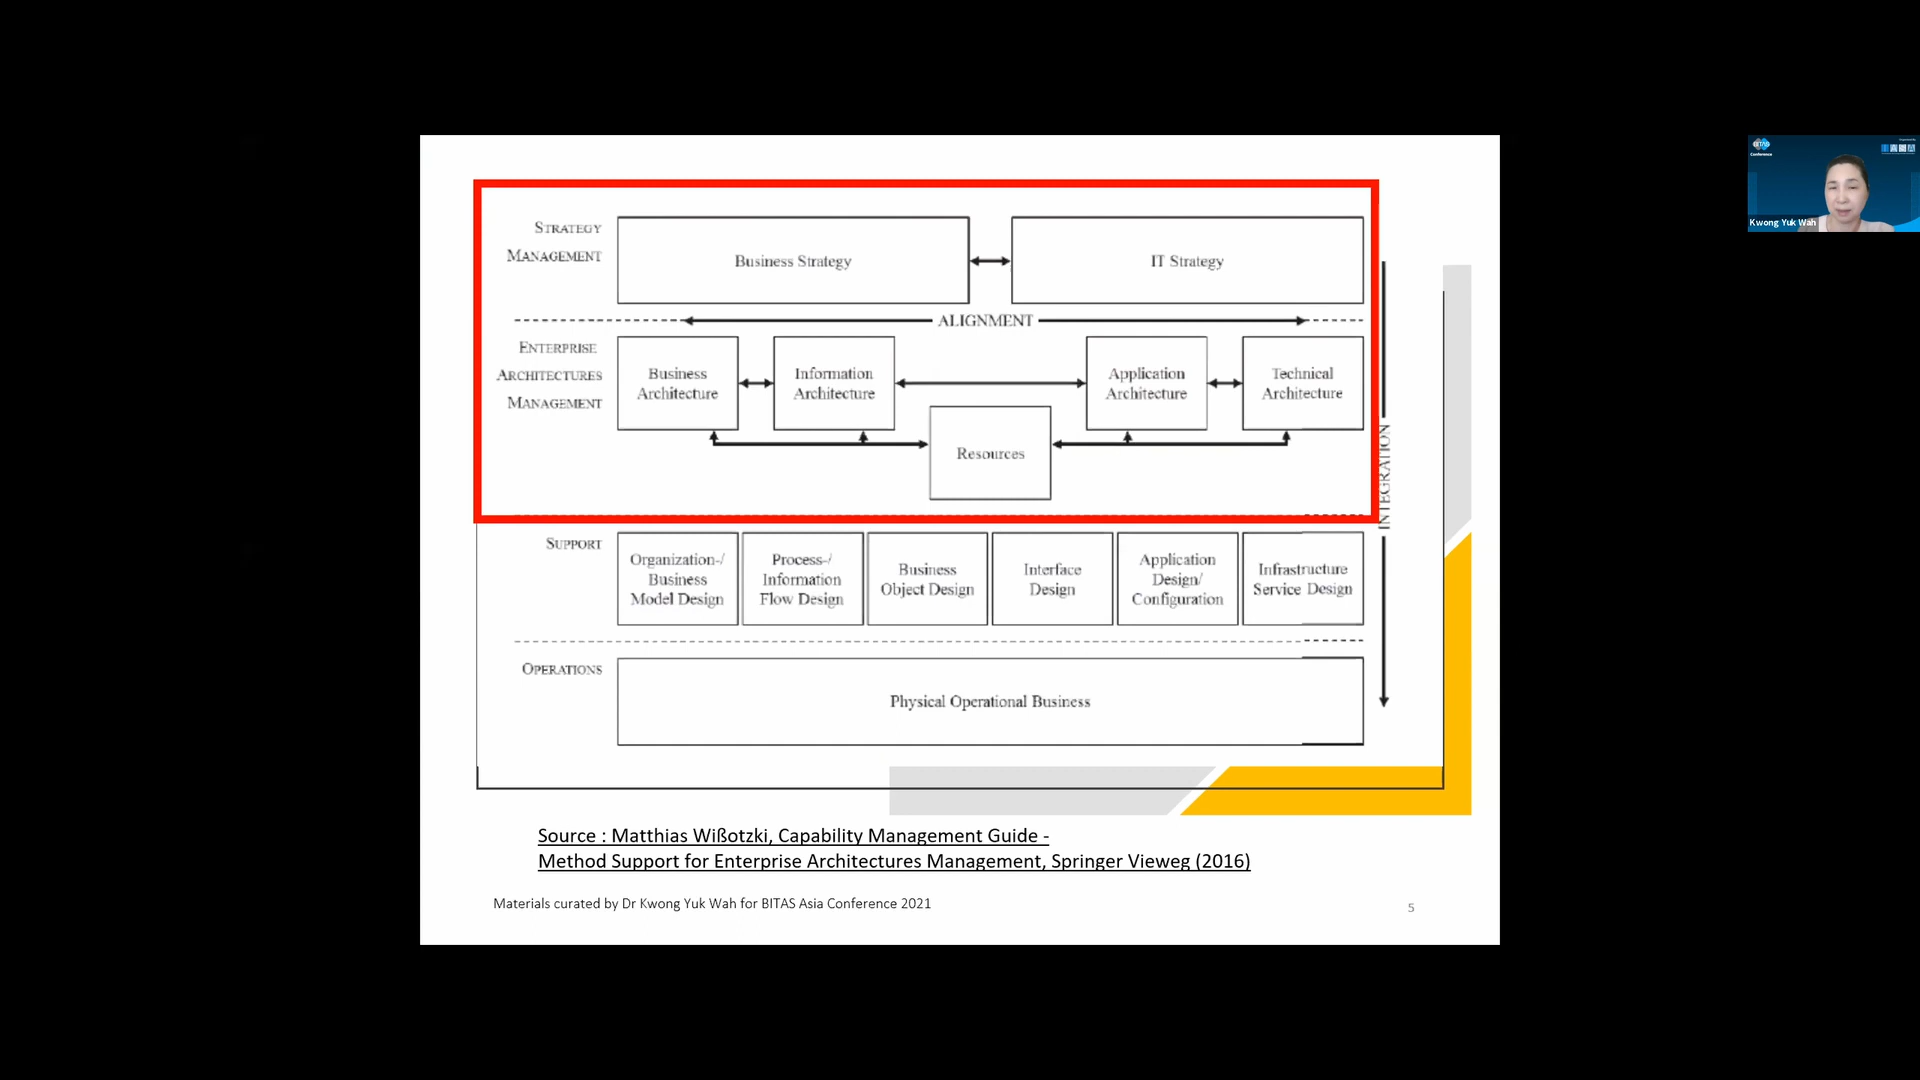 STRATEGY
MANAGEMENT
Business Strategy
IT Strategy
ALIGNMENT
ENTERPRISE
ARCHITECTURES
MANAGEMENT
Business
Architecture
Information
Architecture
Application
Architecture
Technical
Architecture
Resources
INTEGRATION
SUPPORT
Organization-/
Business
Model Design
Process-/
Information
Flow Design
Business
Object Design
Interface
Design
Application
Design/
Configuration
Infrastructure
Service Design
OPERATIONS
Physical Operational Business
Source : Matthias Wißotzki, Capability Management Guide -
Method Support for Enterprise Architectures Management, Springer Vieweg (2016)
Materials curated by Dr Kwong Yuk Wah for BITAS Asia Conference 2021
5
BITAS
Conference
Kwong Yuk Wah